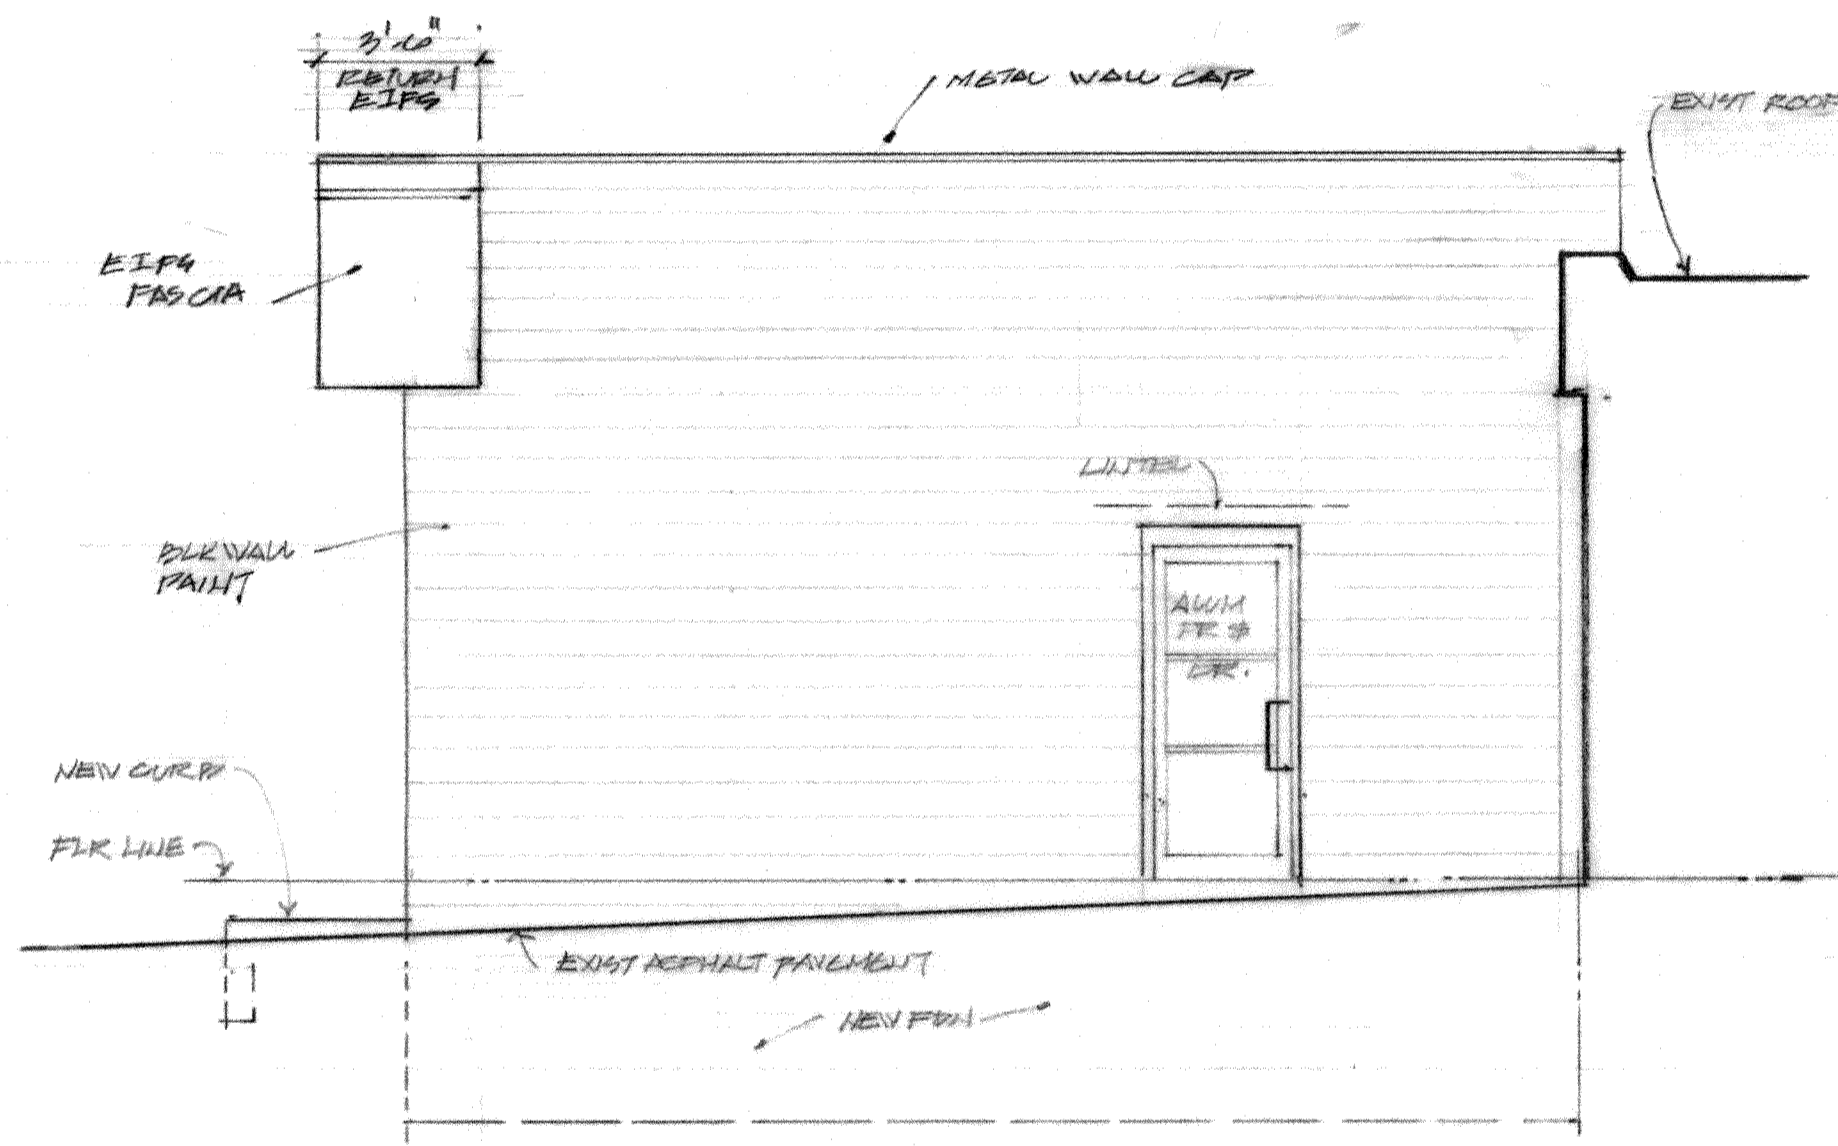 3'-6"
RETURN
EIFS
METAL WALL CAP
EXIST ROOF
EIFS
FASCIA
LINTEL
BLK WALL
PAINT
ALUM
FR &
DR.
NEW CURB
FLR LINE
EXIST ASPHALT PAVEMENT
NEW FDN